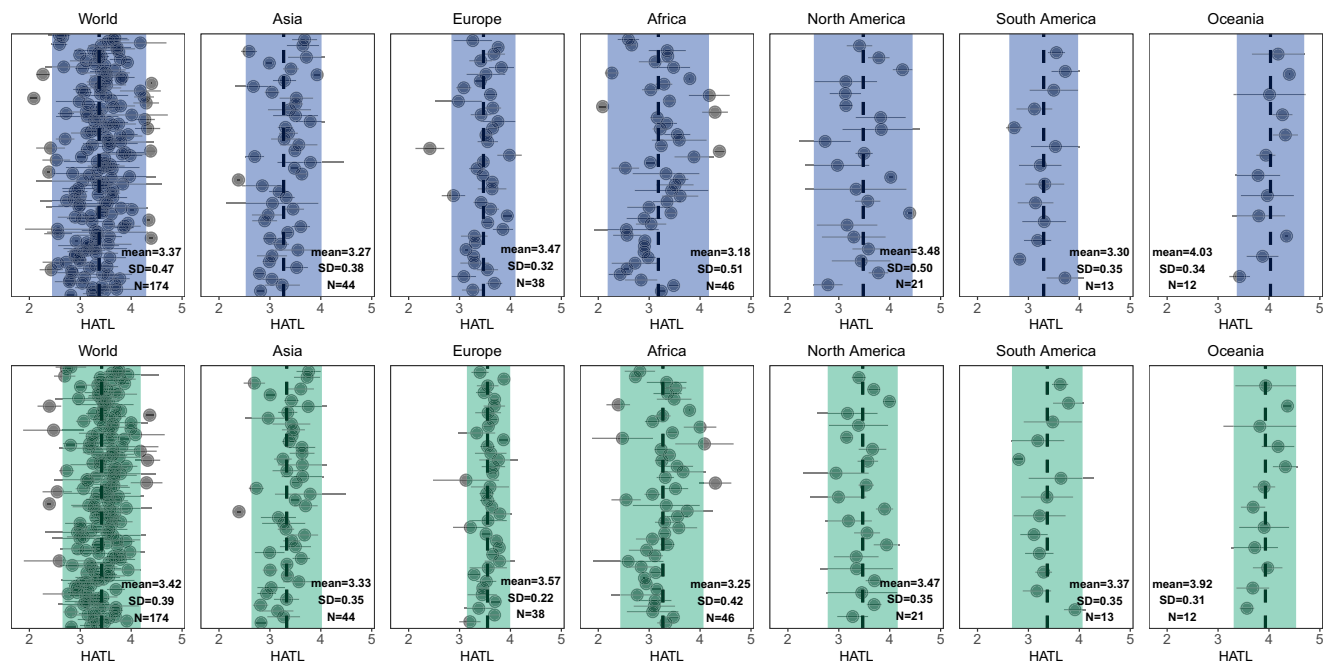 World Asia Europe Africa North America South America Oceania
mean=3.37 mean=3.27 mean=3.47 mean=3.18 mean=3.48 mean=3.30 mean=4.03
SD=0.47 SD=0.38 SD=0.32 SD=0.51 SD=0.50 SD=0.35 SD=0.34
N=174 N=44 N=38 N=46 N=21 N=13 N=12
2 3 4 5 2 3 4 5 2 3 4 5 2 3 4 5 2 3 4 5 2 3 4 5 2 3 4 5
HATL HATL HATL HATL HATL HATL HATL
World Asia Europe Africa North America South America Oceania
mean=3.42 mean=3.33 mean=3.57 mean=3.25 mean=3.47 mean=3.37 mean=3.92
SD=0.39 SD=0.35 SD=0.22 SD=0.42 SD=0.35 SD=0.35 SD=0.31
N=174 N=44 N=38 N=46 N=21 N=13 N=12
2 3 4 5 2 3 4 5 2 3 4 5 2 3 4 5 2 3 4 5 2 3 4 5 2 3 4 5
HATL HATL HATL HATL HATL HATL HATL